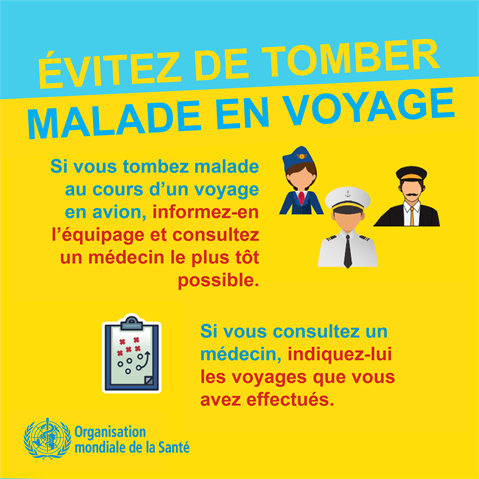 ÉVITEZ DE TOMBER
MALADE EN VOYAGE
Si vous tombez malade
au cours d'un voyage
en avion, informez-en
l'équipage et consultez
un médecin le plus tôt
possible.
Si vous consultez un
médecin, indiquez-lui
les voyages que vous
avez effectués.
Organisation
mondiale de la Santé